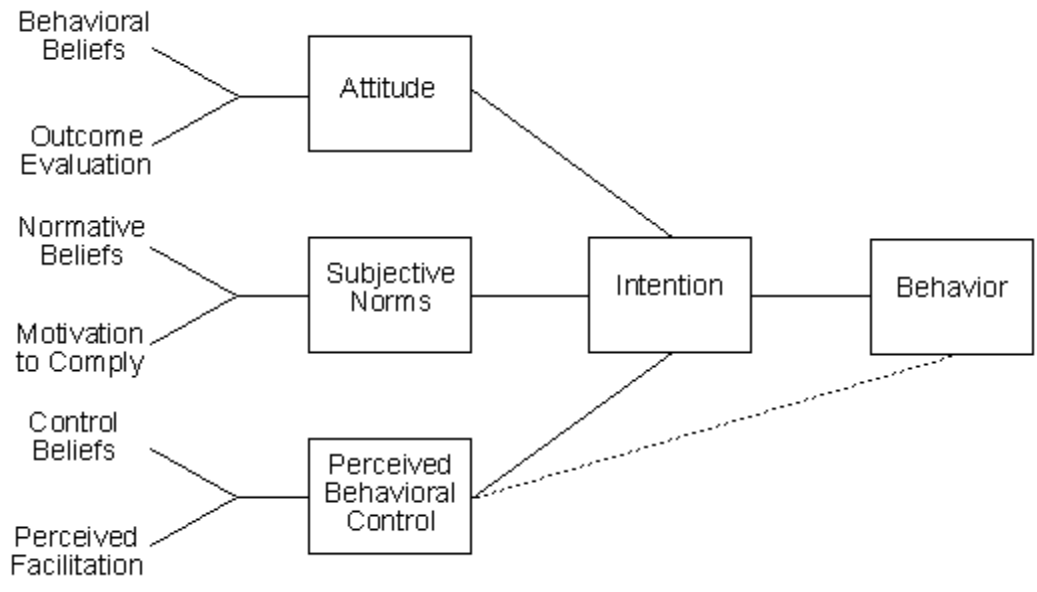 Behavioral
Beliefs
Attitude
Outcome
Evaluation
Normative
Beliefs
Subjective
Norms
Intention
Behavior
Motivation
to Comply
Control
Beliefs
Perceived
Behavioral
Control
Perceived
Facilitation